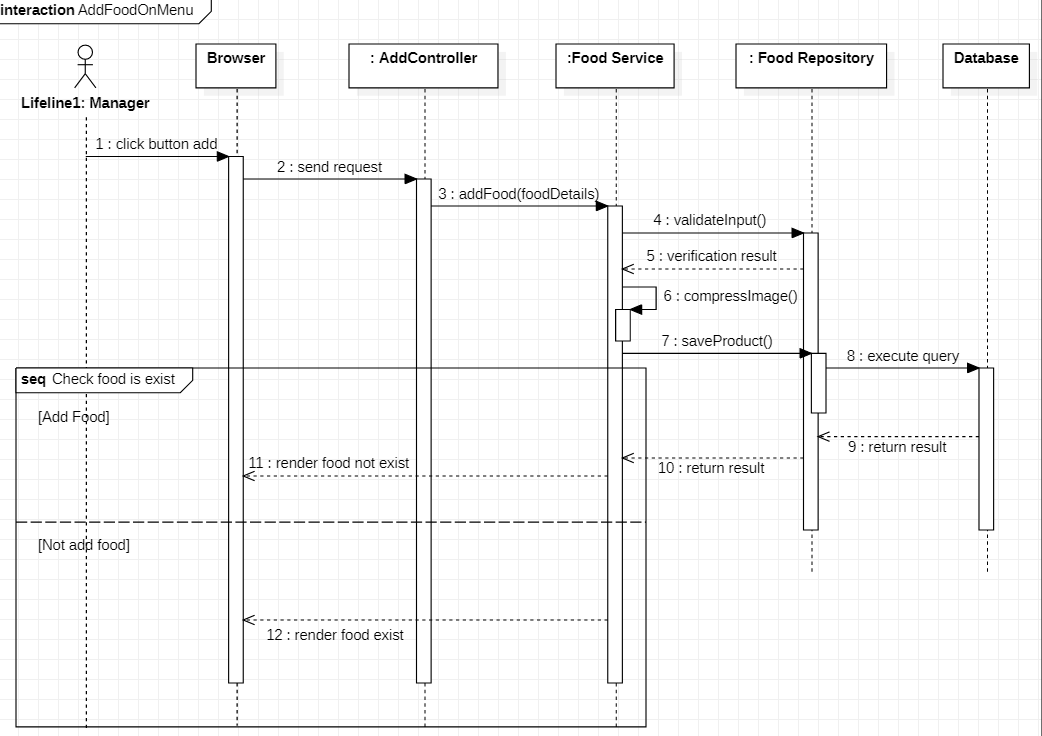 interaction AddFoodOnMenu
Lifeline1: Manager
Browser
: AddController
:Food Service
: Food Repository
Database
1 : click button add
2 : send request
3 : addFood(foodDetails)
4 : validateInput()
5 : verification result
6 : compressImage()
7 : saveProduct()
8 : execute query
seq Check food is exist
[Add Food]
9 : return result
10 : return result
11 : render food not exist
[Not add food]
12 : render food exist